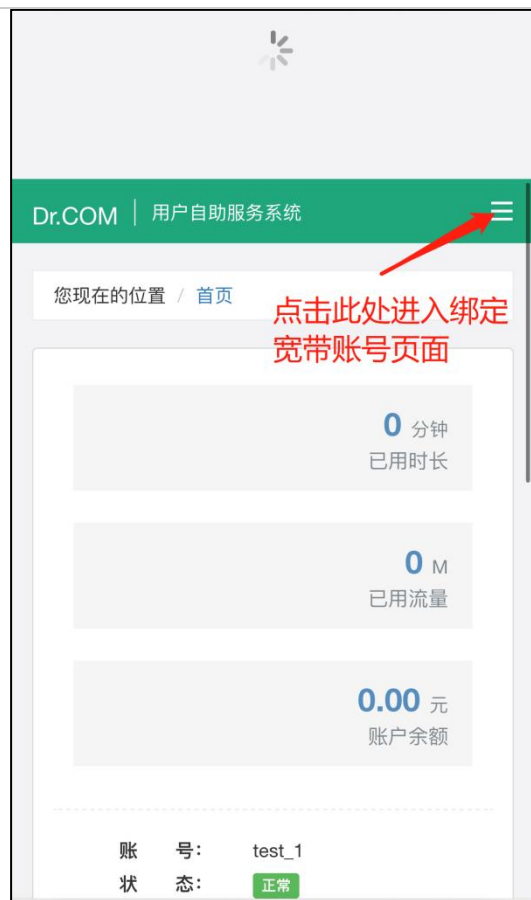 Dr.COM | 用户自助服务系统
您现在的位置 / 首页
点击此处进入绑定
宽带账号页面
0 分钟
已用时长
0 M
已用流量
0.00 元
账户余额
账 号： test_1
状 态： 正常